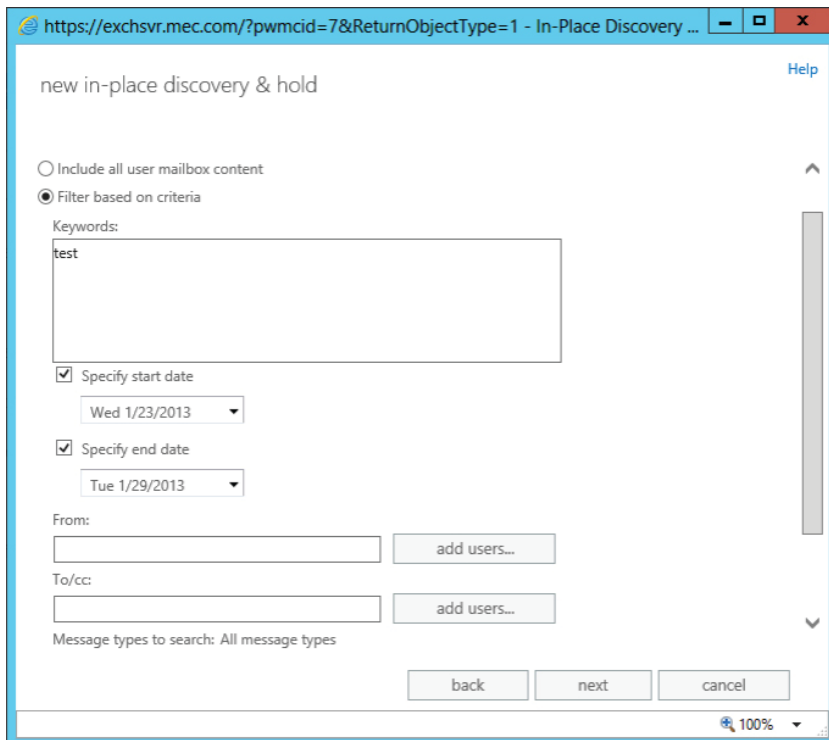 https://exchsvr.mec.com/?pwmcid=7&ReturnObjectType=1 - In-Place Discovery ...
Help
new in-place discovery & hold
Include all user mailbox content
Filter based on criteria
Keywords:
test
Specify start date
Wed 1/23/2013
Specify end date
Tue 1/29/2013
From:
add users...
To/cc:
add users...
Message types to search: All message types
back next cancel
100%